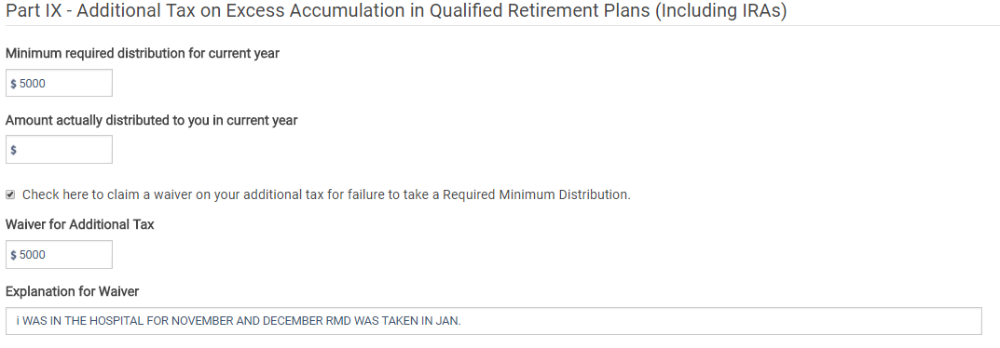 Part IX - Additional Tax on Excess Accumulation in Qualified Retirement Plans (Including IRAs)
Minimum required distribution for current year
$ 5000
Amount actually distributed to you in current year
$
Check here to claim a waiver on your additional tax for failure to take a Required Minimum Distribution.
Waiver for Additional Tax
$ 5000
Explanation for Waiver
i WAS IN THE HOSPITAL FOR NOVEMBER AND DECEMBER RMD WAS TAKEN IN JAN.